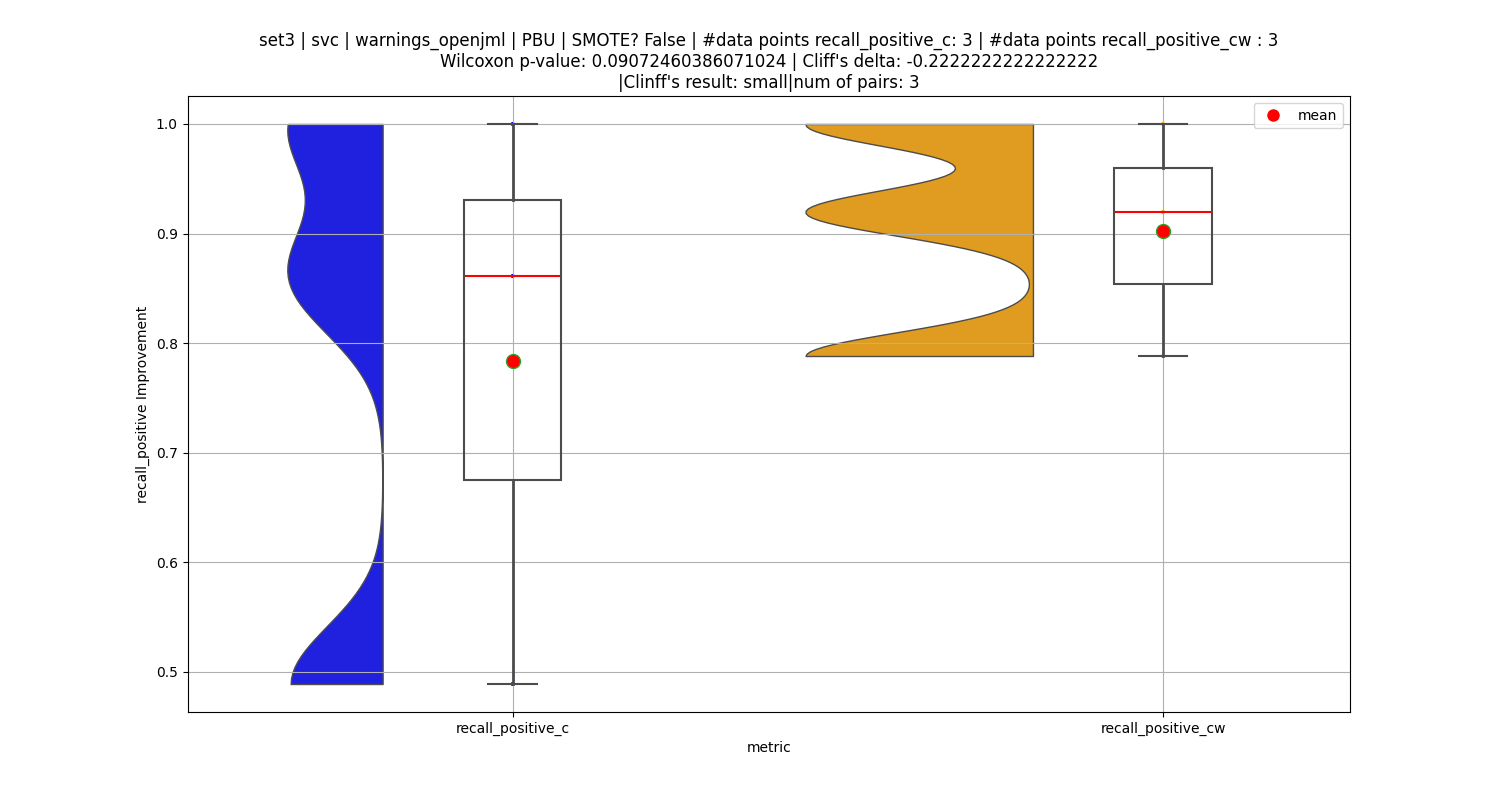 set3 | svc | warnings_openjml | PBU | SMOTE? False | #data points recall_positive_c: 3 | #data points recall_positive_cw : 3
Wilcoxon p-value: 0.09072460386071024 | Cliff's delta: -0.2222222222222222
|Clinff's result: small|num of pairs: 3
mean
1.0
0.9
0.8
0.7
0.6
0.5
recall_positive Improvement
recall_positive_c
recall_positive_cw
metric